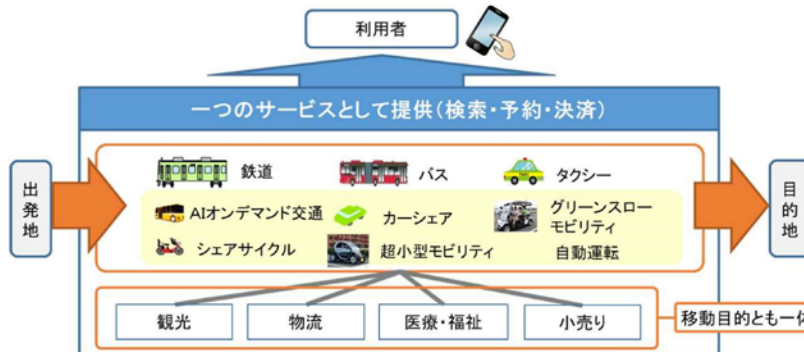 利用者
一つのサービスとして提供(検索・予約・決済)
出発地
鉄道
バス
タクシー
AIオンデマンド交通
カーシェア
グリーンスロー
モビリティ
シェアサイクル
超小型モビリティ
自動運転
目的地
観光
物流
医療・福祉
小売り
移動目的とも一体